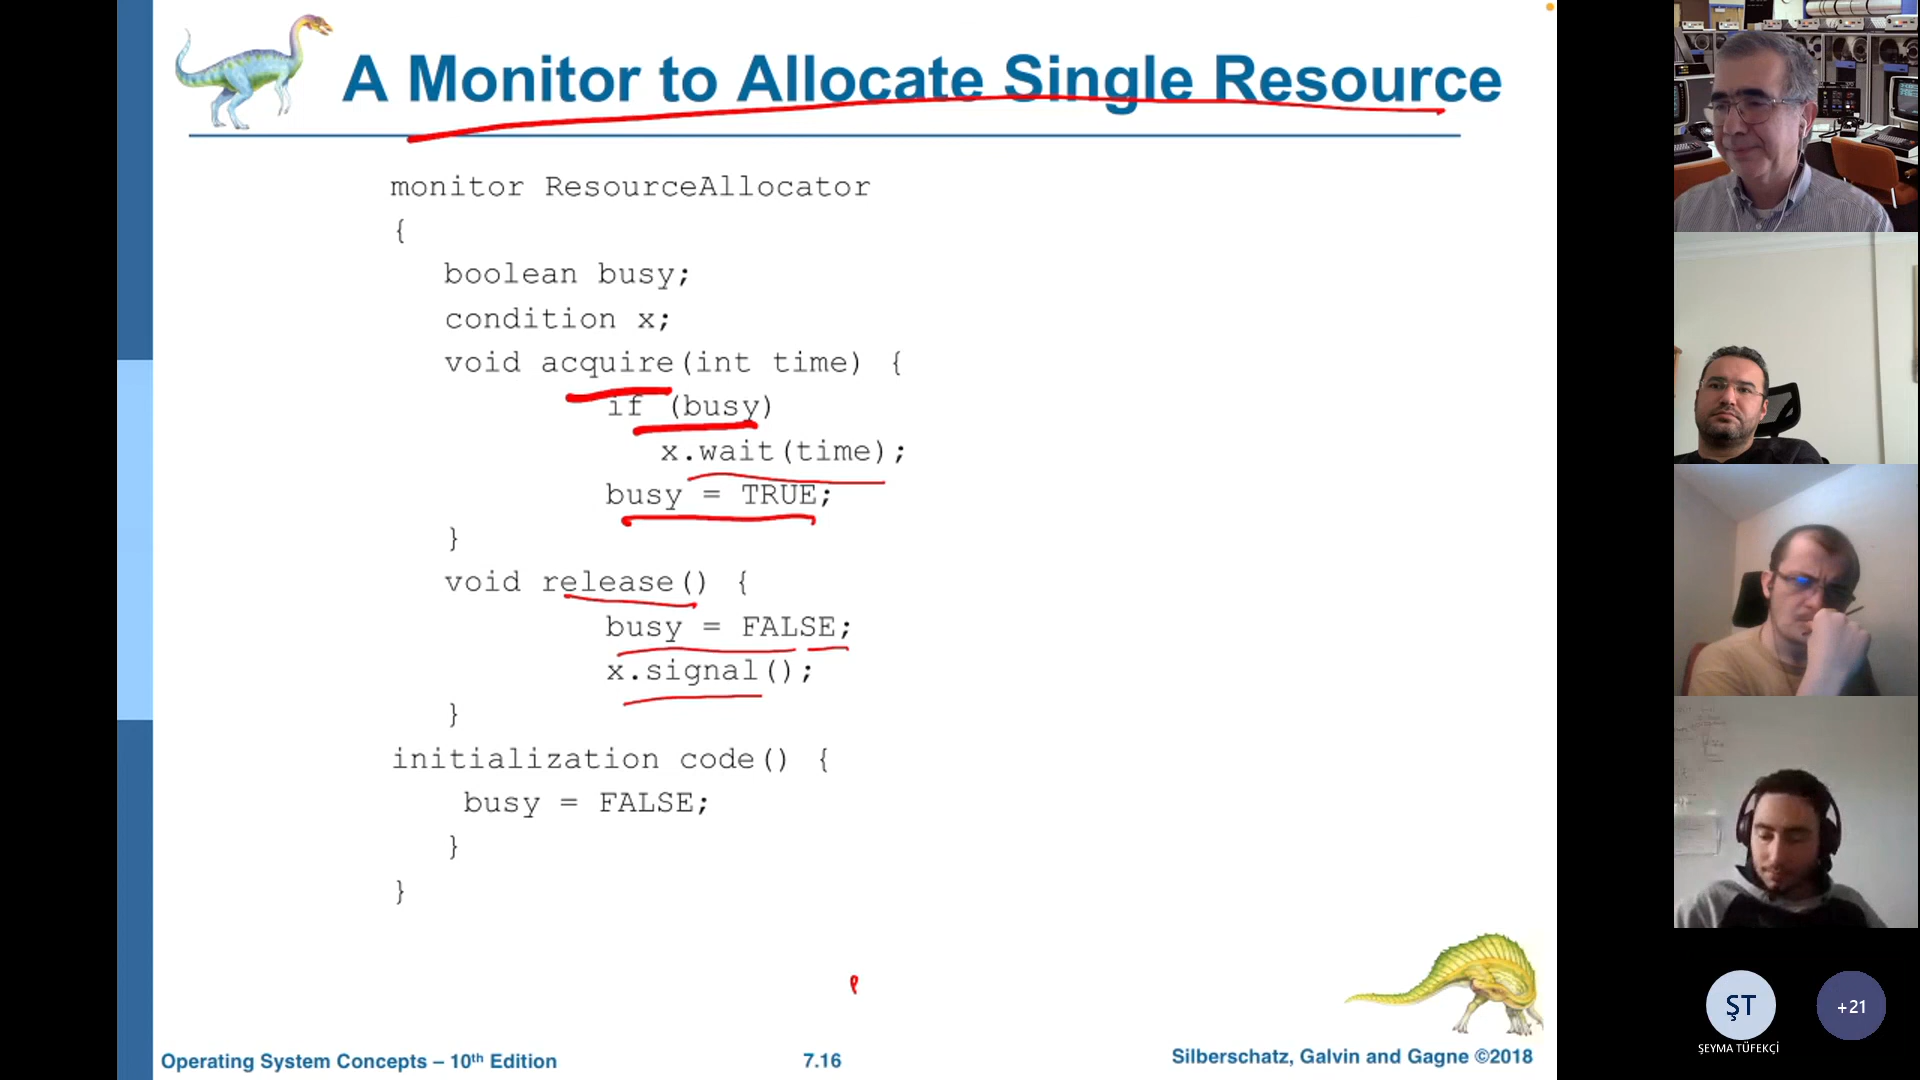 A Monitor to Allocate Single Resource
monitor ResourceAllocator
{
boolean busy;
condition x;
void acquire(int time) {
if (busy)
x.wait(time);
busy = TRUE;
}
void release() {
busy = FALSE;
x.signal();
}
initialization code() {
busy = FALSE;
}
}
Operating System Concepts – 10th Edition
7.16
Silberschatz, Galvin and Gagne ©2018
ŞT
+21
ŞEYMA TÜFEKÇİ